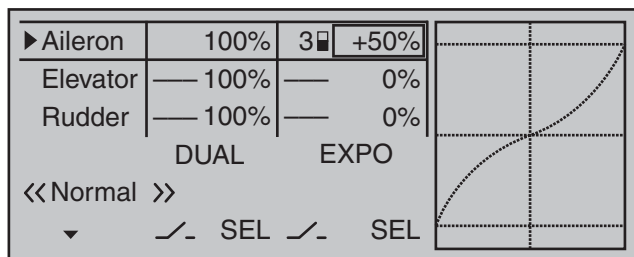 Aileron 100% 3 +50%
Elevator ––– 100% ––– 0%
Rudder ––– 100% ––– 0%
DUAL EXPO
«Normal »
SEL SEL